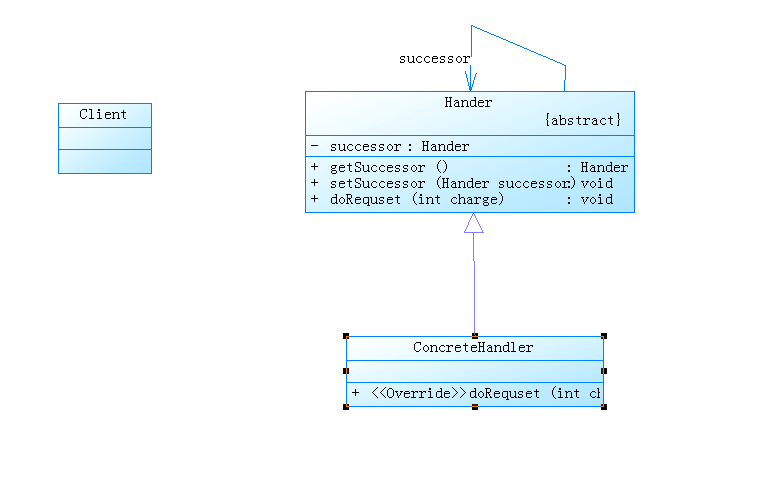 successor
Client
Hander
{abstract}
- successor : Hander
+ getSuccessor () : Hander
+ setSuccessor (Hander successor) : void
+ doRequset (int charge) : void
ConcreteHandler
+ <<Override>> doRequset (int ch